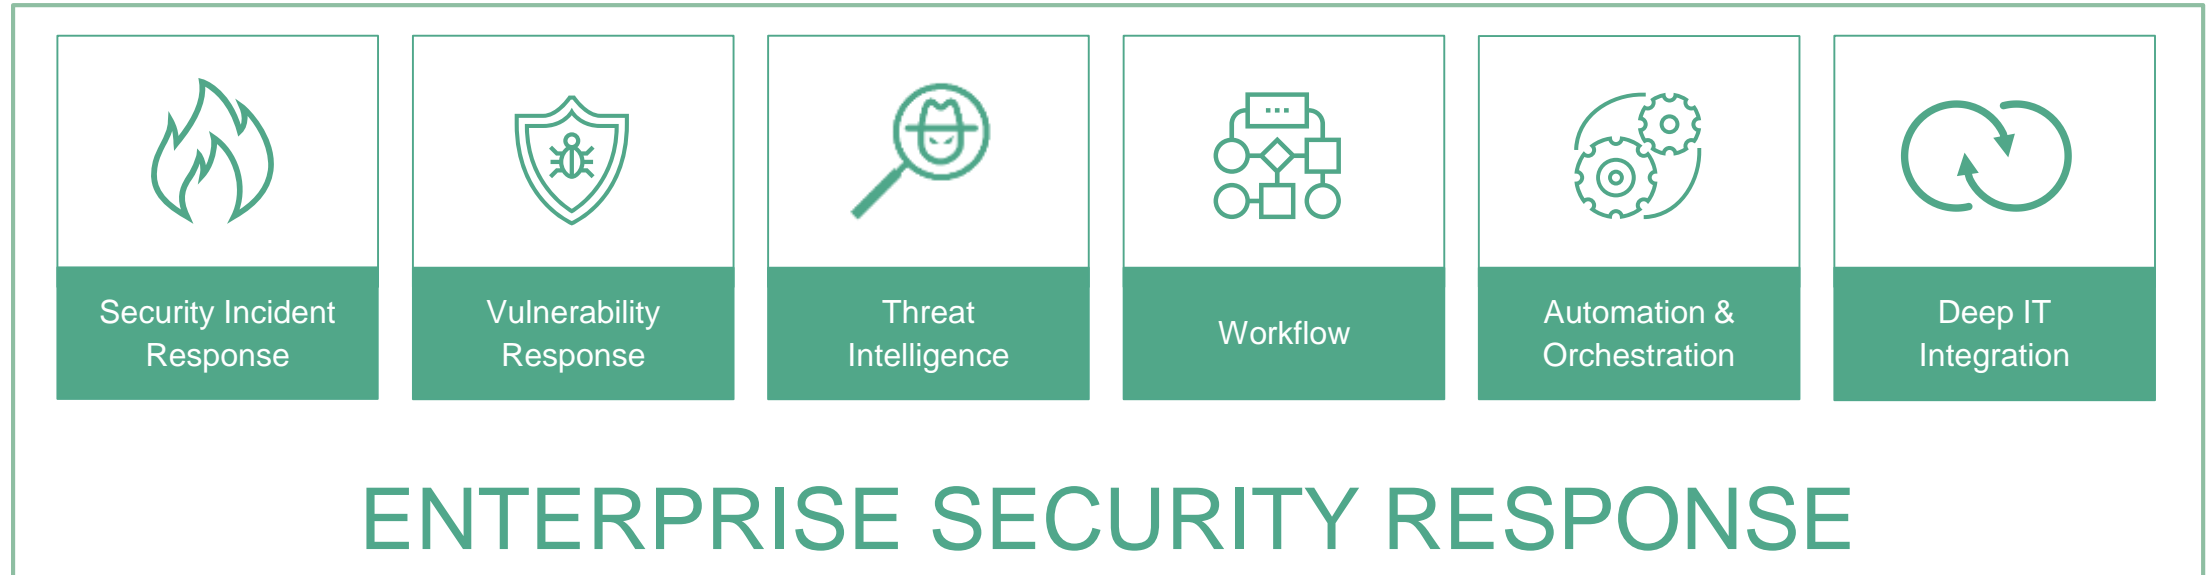 Security Incident
Response
Vulnerability
Response
Threat
Intelligence
Workflow
Automation &
Orchestration
Deep IT
Integration
ENTERPRISE SECURITY RESPONSE